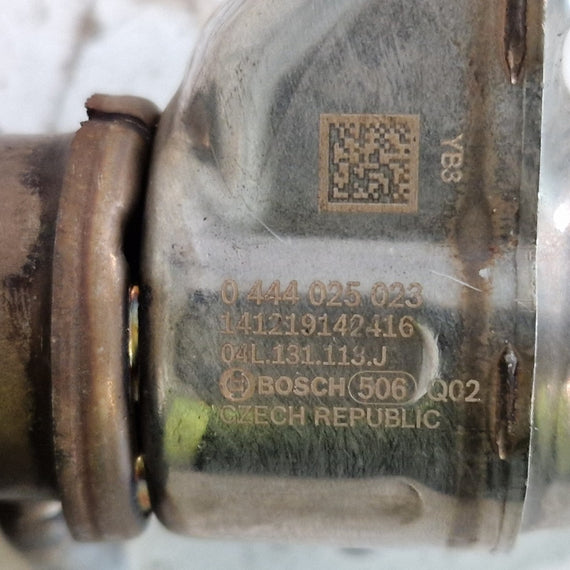 YB3
0 444 025 023
141219142416
04L.131.113.J
BOSCH 506 Q02
CZECH REPUBLIC